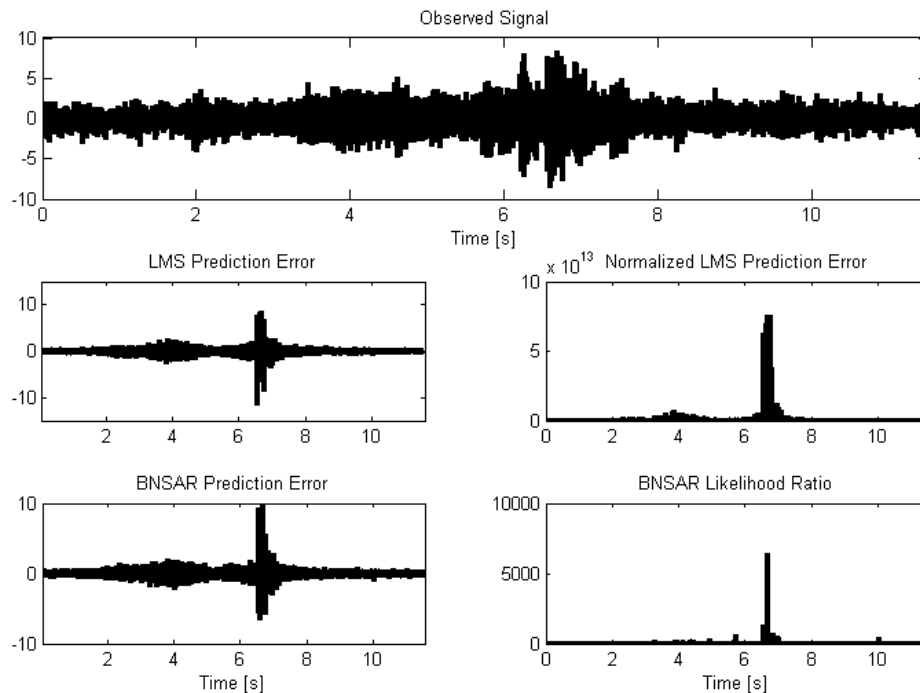 Observed Signal
10
5
0
-5
-10
0 2 4 6 8 10
Time [s]
LMS Prediction Error
10
0
-10
2 4 6 8 10
Normalized LMS Prediction Error
x 10^13
10
5
0
0 2 4 6 8 10
BNSAR Prediction Error
10
0
-10
2 4 6 8 10
Time [s]
BNSAR Likelihood Ratio
10000
5000
0
0 2 4 6 8 10
Time [s]